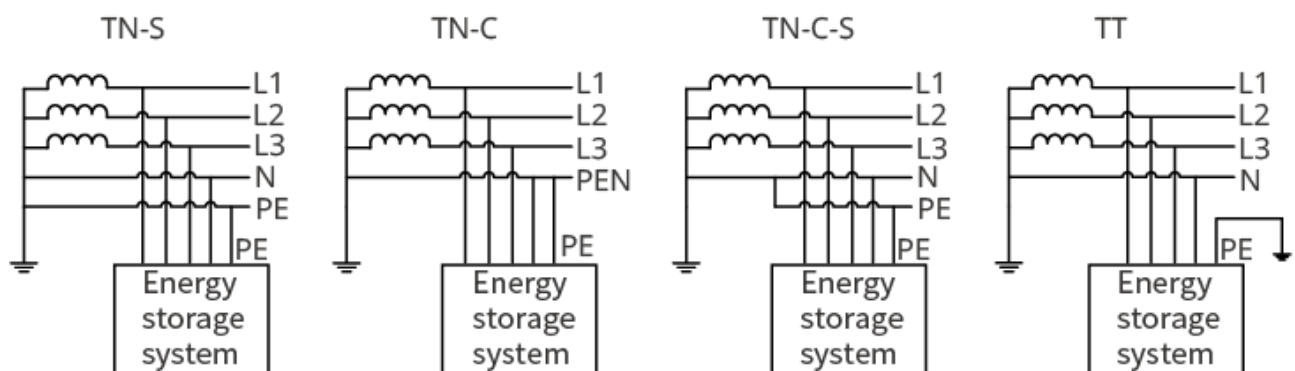 TN-S
L1
L2
L3
N
PE
PE
Energy
storage
system
TN-C
L1
L2
L3
PEN
PE
Energy
storage
system
TN-C-S
L1
L2
L3
N
PE
PE
Energy
storage
system
TT
L1
L2
L3
N
PE
Energy
storage
system